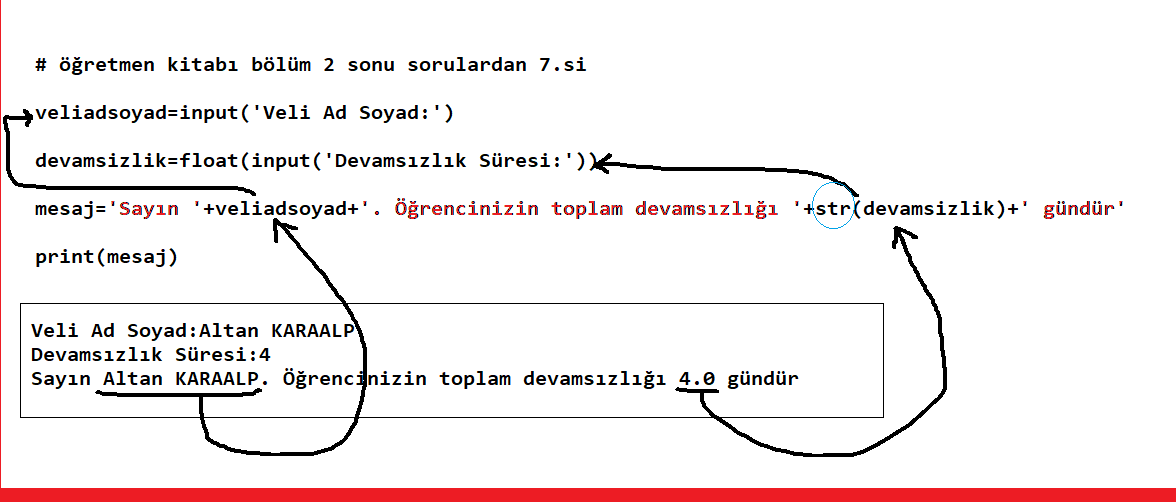 # öğretmen kitabı bölüm 2 sonu sorulardan 7.si
veliadsoyad=input('Veli Ad Soyad:')
devamsizlik=float(input('Devamsızlık Süresi:'))
mesaj='Sayın '+veliadsoyad+'. Öğrencinizin toplam devamsızlığı '+str(devamsizlik)+' gündür'
print(mesaj)
Veli Ad Soyad:Altan KARAALP
Devamsızlık Süresi:4
Sayın Altan KARAALP. Öğrencinizin toplam devamsızlığı 4.0 gündür